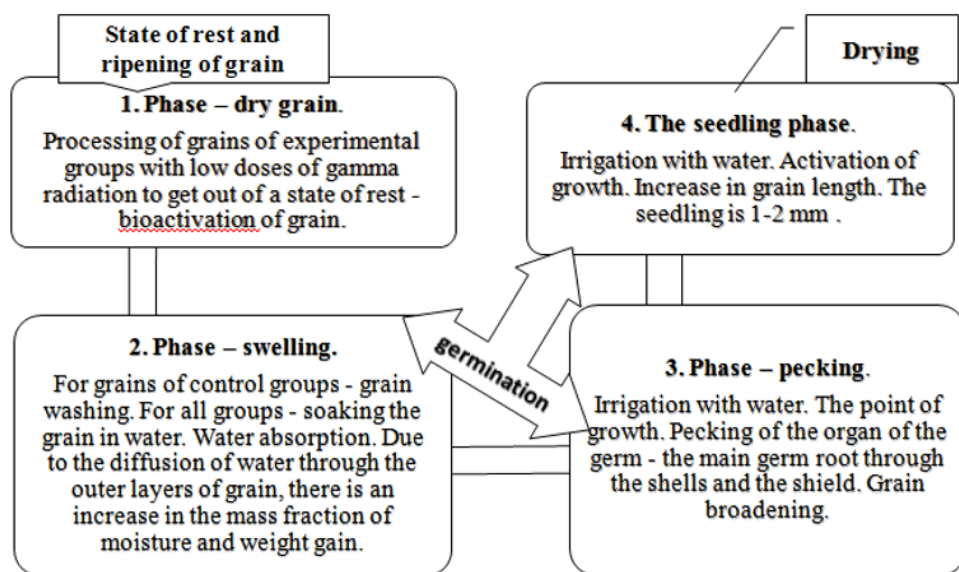 State of rest and
ripening of grain
1. Phase – dry grain.
Processing of grains of experimental
groups with low doses of gamma
radiation to get out of a state of rest -
bioactivation of grain.
2. Phase – swelling.
For grains of control groups - grain
washing. For all groups - soaking the
grain in water. Water absorption. Due
to the diffusion of water through the
outer layers of grain, there is an
increase in the mass fraction of
moisture and weight gain.
germination
3. Phase – pecking.
Irrigation with water. The point of
growth. Pecking of the organ of the
germ - the main germ root through
the shells and the shield. Grain
broadening.
Drying
4. The seedling phase.
Irrigation with water. Activation of
growth. Increase in grain length. The
seedling is 1-2 mm .